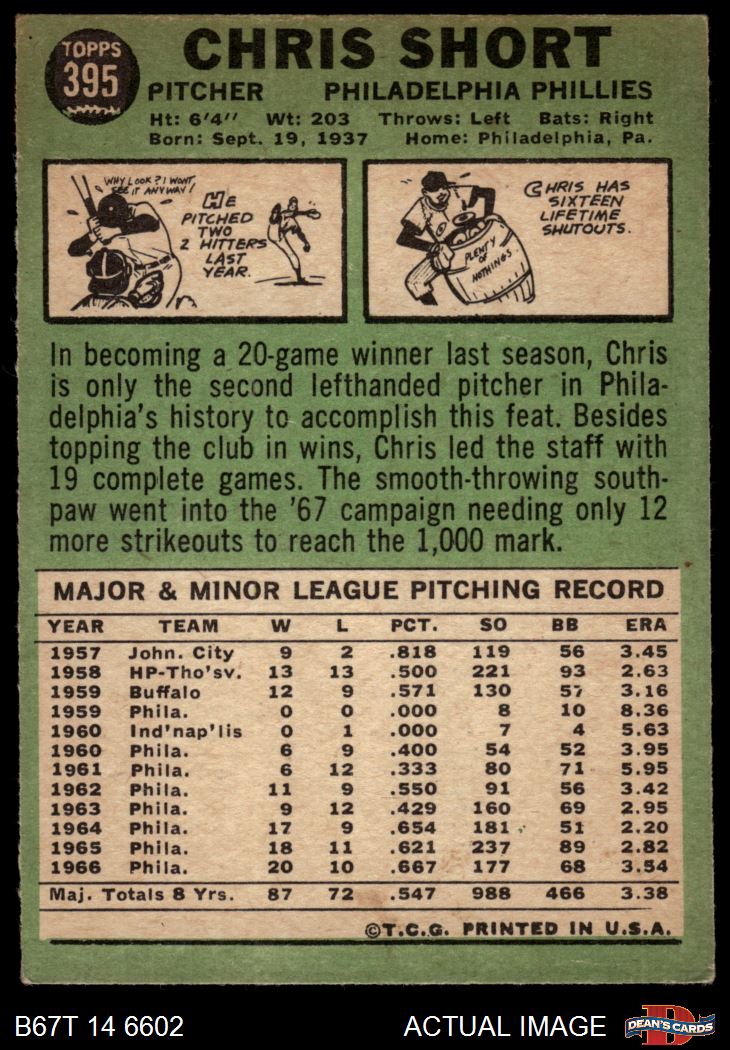 TOPPS
395
CHRIS SHORT
PITCHER PHILADELPHIA PHILLIES
Ht: 6'4" Wt: 203 Throws: Left Bats: Right
Born: Sept. 19, 1937 Home: Philadelphia, Pa.
WHY LOOK? I WONT
SEE IT ANYWAY!
HE
PITCHED
TWO
2 HITTERS
LAST
YEAR.
CHRIS HAS
SIXTEEN
LIFETIME
SHUTOUTS.
PLENTY
OF
NOTHINGS
In becoming a 20-game winner last season, Chris
is only the second lefthanded pitcher in Phila-
delphia's history to accomplish this feat. Besides
topping the club in wins, Chris led the staff with
19 complete games. The smooth-throwing south-
paw went into the '67 campaign needing only 12
more strikeouts to reach the 1,000 mark.
MAJOR & MINOR LEAGUE PITCHING RECORD
YEAR TEAM W L PCT. SO BB ERA
1957 John. City 9 2 .818 119 56 3.45
1958 HP-Tho'sv. 13 13 .500 221 93 2.63
1959 Buffalo 12 9 .571 130 57 3.16
1959 Phila. 0 0 .000 8 10 8.36
1960 Ind'nap'lis 0 1 .000 7 4 5.63
1960 Phila. 6 9 .400 54 52 3.95
1961 Phila. 6 12 .333 80 71 5.95
1962 Phila. 11 9 .550 91 56 3.42
1963 Phila. 9 12 .429 160 69 2.95
1964 Phila. 17 9 .654 181 51 2.20
1965 Phila. 18 11 .621 237 89 2.82
1966 Phila. 20 10 .667 177 68 3.54
Maj. Totals 8 Yrs. 87 72 .547 988 466 3.38
©T.C.G. PRINTED IN U.S.A.
B67T 14 6602 ACTUAL IMAGE
D
DEAN'S CARDS